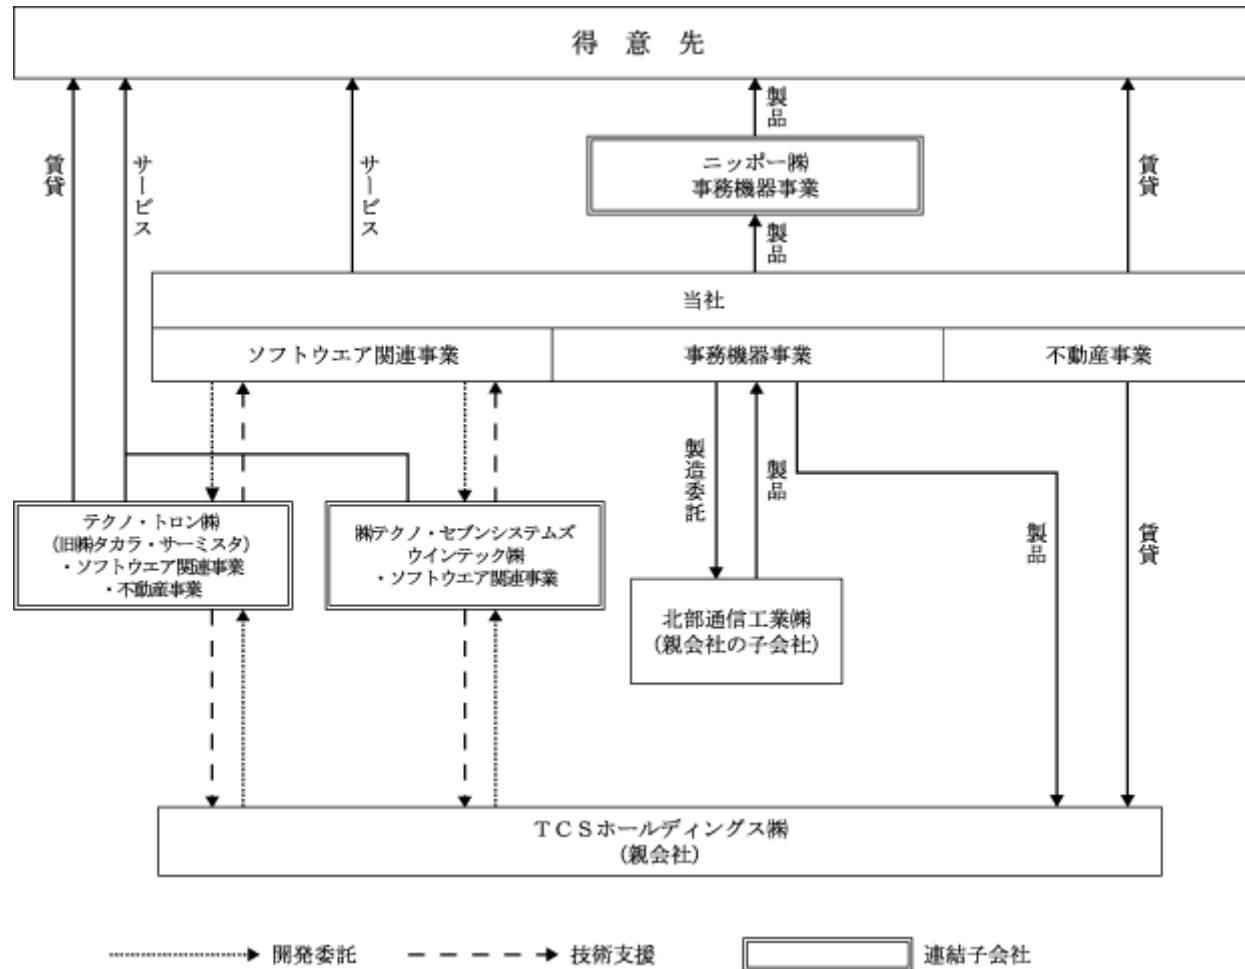 得意先
製品
賃貸
サービス
サービス
賃貸
ニッポー㈱
事務機器事業
製品
当社
ソフトウエア関連事業
事務機器事業
不動産事業
製造委託
製品
製品
賃貸
テクノ・トロン㈱
(旧㈱タカラ・サーミスタ)
・ソフトウエア関連事業
・不動産事業
㈱テクノ・セブンシステムズ
ウインテック㈱
・ソフトウエア関連事業
北部通信工業㈱
(親会社の子会社)
TCSホールディングス㈱
(親会社)
開発委託
技術支援
連結子会社